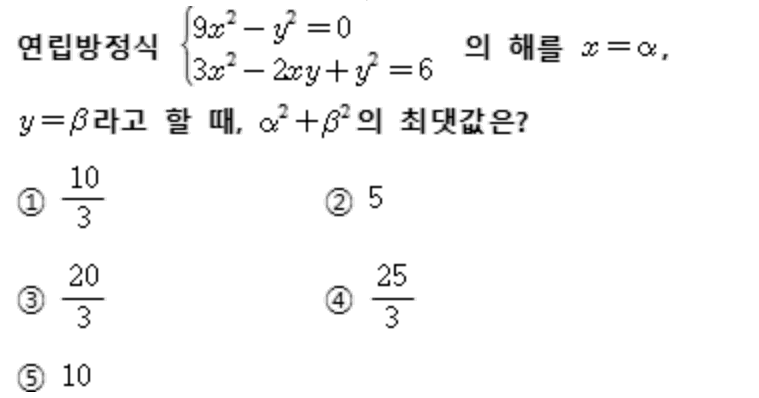 연립방정식 {9x² − y² = 0
3x² − 2xy + y² = 6 의 해를 x = α,
y = β라고 할 때, α² + β²의 최댓값은?
① 10/3 ② 5
③ 20/3 ④ 25/3
⑤ 10